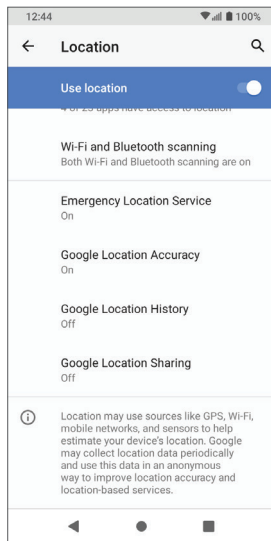 12:44 100%
Location
Use location
4 of 23 apps have access to location
Wi-Fi and Bluetooth scanning
Both Wi-Fi and Bluetooth scanning are on
Emergency Location Service
On
Google Location Accuracy
On
Google Location History
Off
Google Location Sharing
Off
Location may use sources like GPS, Wi-Fi,
mobile networks, and sensors to help
estimate your device's location. Google
may collect location data periodically
and use this data in an anonymous
way to improve location accuracy and
location-based services.